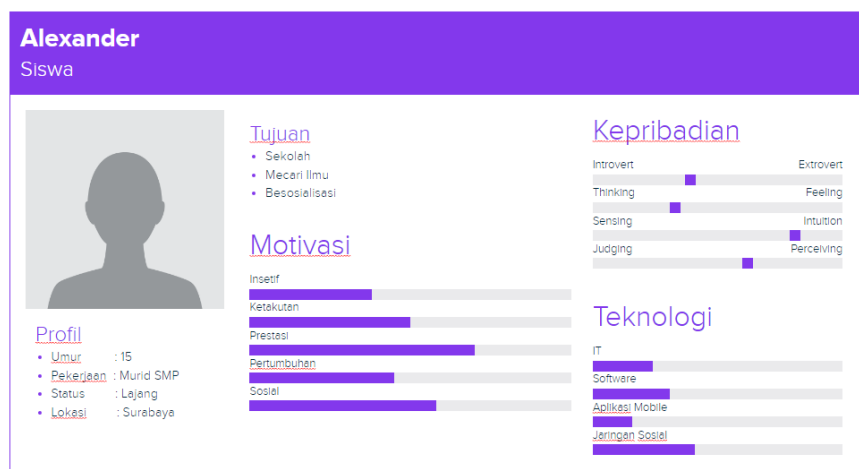 Alexander
Siswa
Profil
Umur : 15
Pekerjaan : Murid SMP
Status : Lajang
Lokasi : Surabaya
Tujuan
Sekolah
Mecari Ilmu
Besosialisasi
Motivasi
Insetif
Ketakutan
Prestasi
Pertumbuhan
Sosial
Kepribadian
Introvert Extrovert
Thinking Feeling
Sensing Intuition
Judging Perceiving
Teknologi
IT
Software
Aplikasi Mobile
Jaringan Sosial